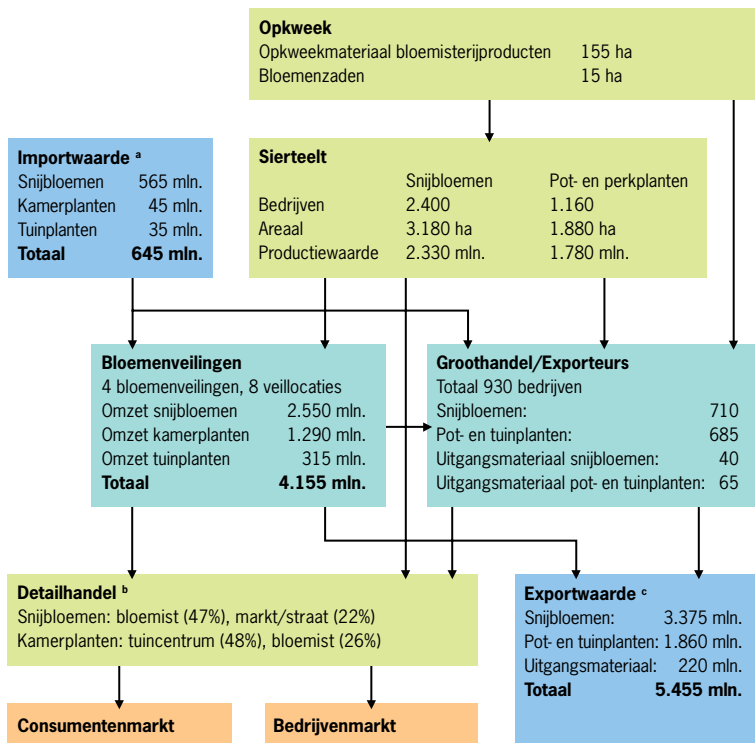 Opkweek
Opkweekmateriaal bloemisterijproducten 155 ha
Bloemenzaden 15 ha
Importwaarde ᵃ
Snijbloemen 565 mln.
Kamerplanten 45 mln.
Tuinplanten 35 mln.
Totaal 645 mln.
Sierteelt
Snijbloemen Pot- en perkplanten
Bedrijven 2.400 1.160
Areaal 3.180 ha 1.880 ha
Productiewaarde 2.330 mln. 1.780 mln.
Bloemenveilingen
4 bloemenveilingen, 8 veillocaties
Omzet snijbloemen 2.550 mln.
Omzet kamerplanten 1.290 mln.
Omzet tuinplanten 315 mln.
Totaal 4.155 mln.
Groothandel/Exporteurs
Totaal 930 bedrijven
Snijbloemen: 710
Pot- en tuinplanten: 685
Uitgangsmateriaal snijbloemen: 40
Uitgangsmateriaal pot- en tuinplanten: 65
Detailhandel ᵇ
Snijbloemen: bloemist (47%), markt/straat (22%)
Kamerplanten: tuincentrum (48%), bloemist (26%)
Exportwaarde ᶜ
Snijbloemen: 3.375 mln.
Pot- en tuinplanten: 1.860 mln.
Uitgangsmateriaal: 220 mln.
Totaal 5.455 mln.
Consumentenmarkt
Bedrijvenmarkt